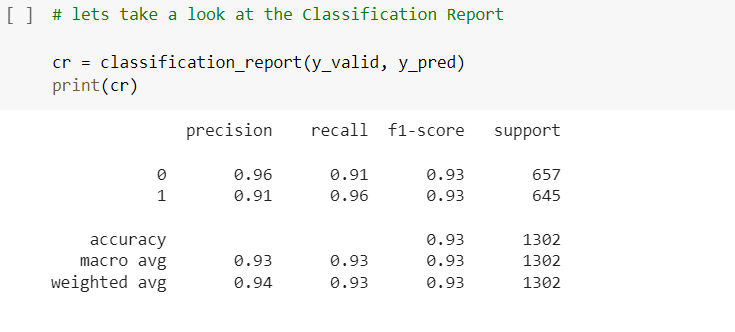 [ ] # lets take a look at the Classification Report
cr = classification_report(y_valid, y_pred)
print(cr)
precision recall f1-score support
0 0.96 0.91 0.93 657
1 0.91 0.96 0.93 645
accuracy 0.93 1302
macro avg 0.93 0.93 0.93 1302
weighted avg 0.94 0.93 0.93 1302